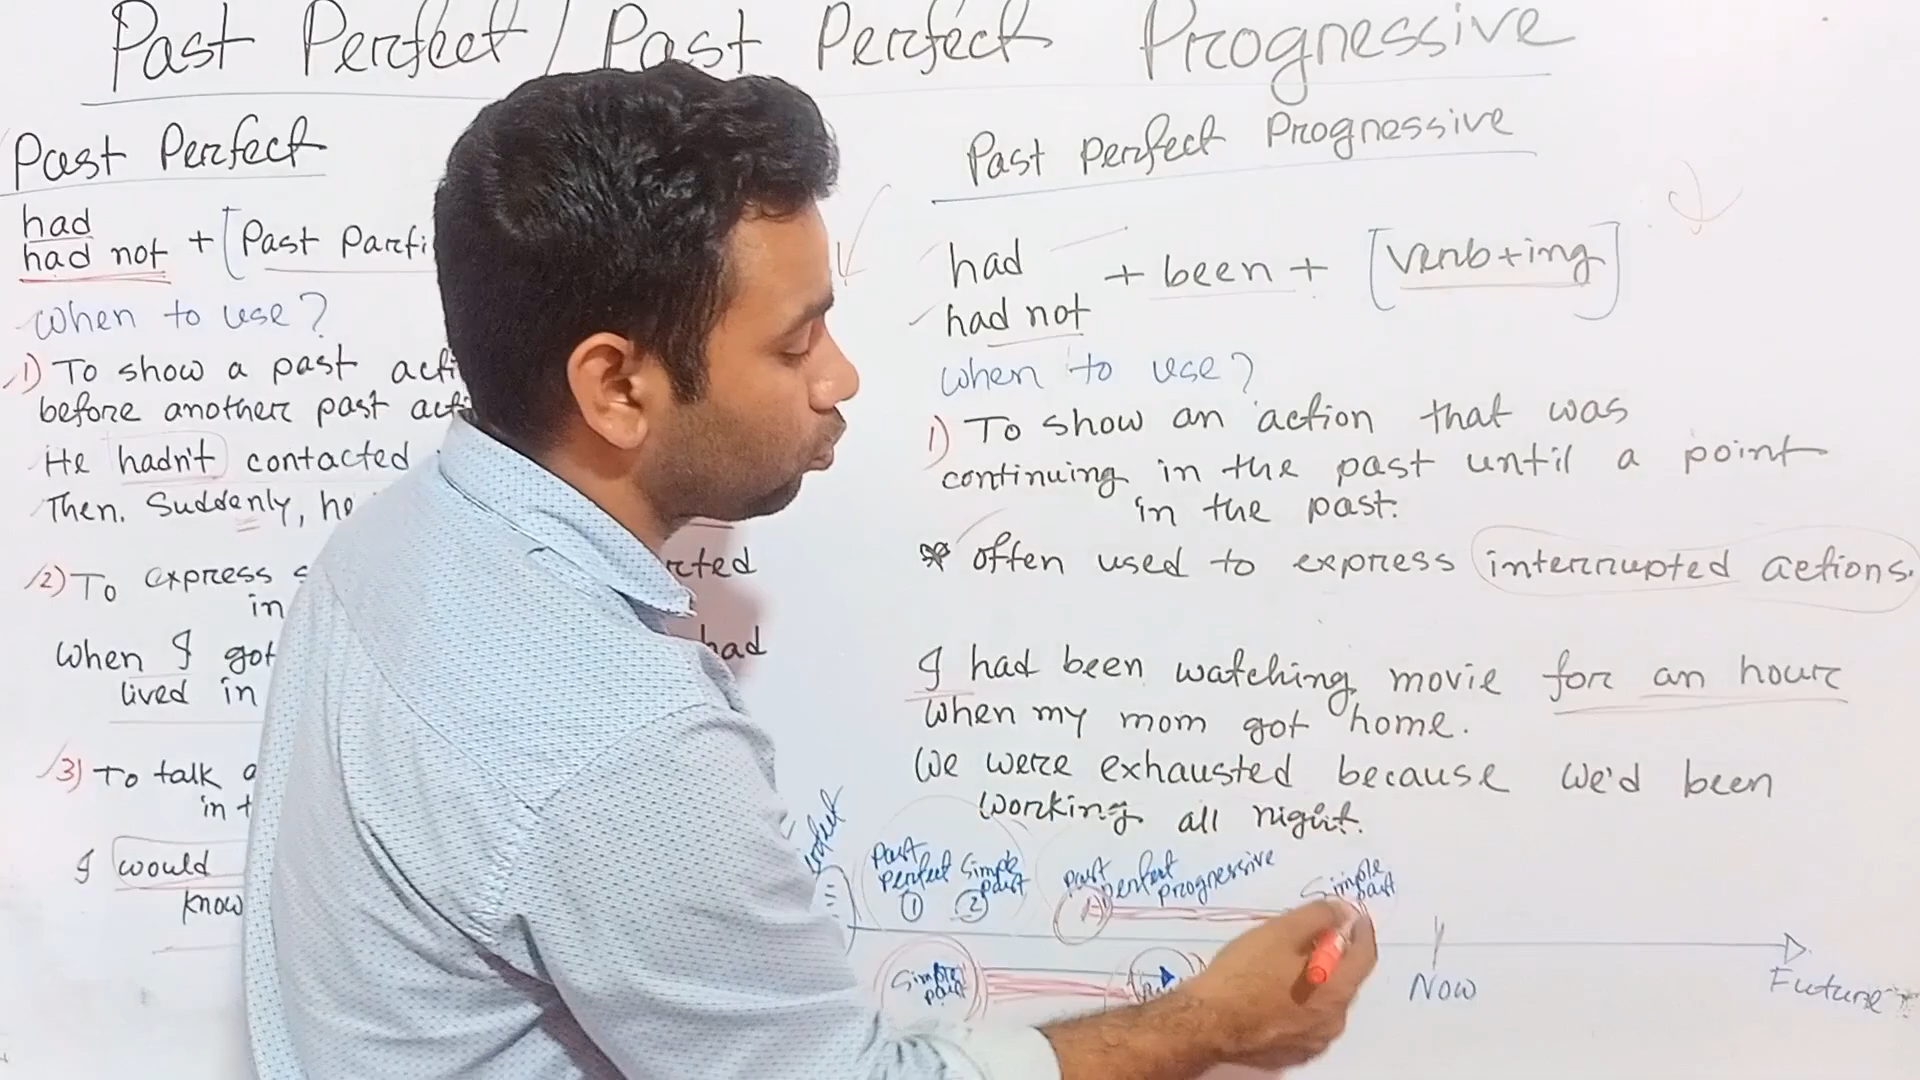 Past Perfect / Past Perfect Progressive
Past Perfect
had
had not + [Past Parti
When to use?
1) To show a past acti
before another past acti
He hadn't contacted
Then. Suddenly, he
rted
2) To express s
in
had
When I got
lived in
3) To talk a
in t
I would
know
Past perfect Progressive
had
had not + been + [verb+ing]
When to use?
1) To show an action that was
continuing in the past until a point
in the past.
* often used to express interrupted actions.
I had been watching movie for an hour
When my mom got home.
We were exhausted because we'd been
working all night.
Past
perfect
1
Simple
past
2
Past
perfect
progressive
1
Simple
past
Simple
past
Now
Future